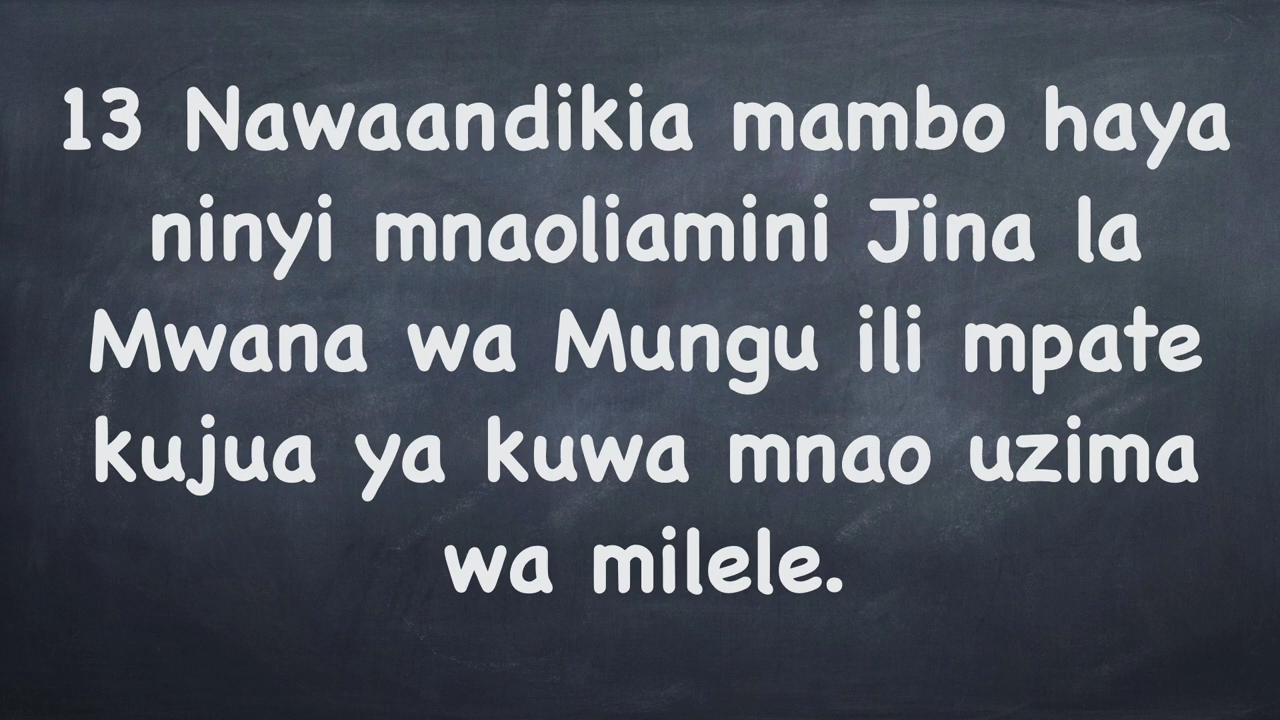 13 Nawaandikia mambo haya
ninyi mnaoliamini Jina la
Mwana wa Mungu ili mpate
kujua ya kuwa mnao uzima
wa milele.